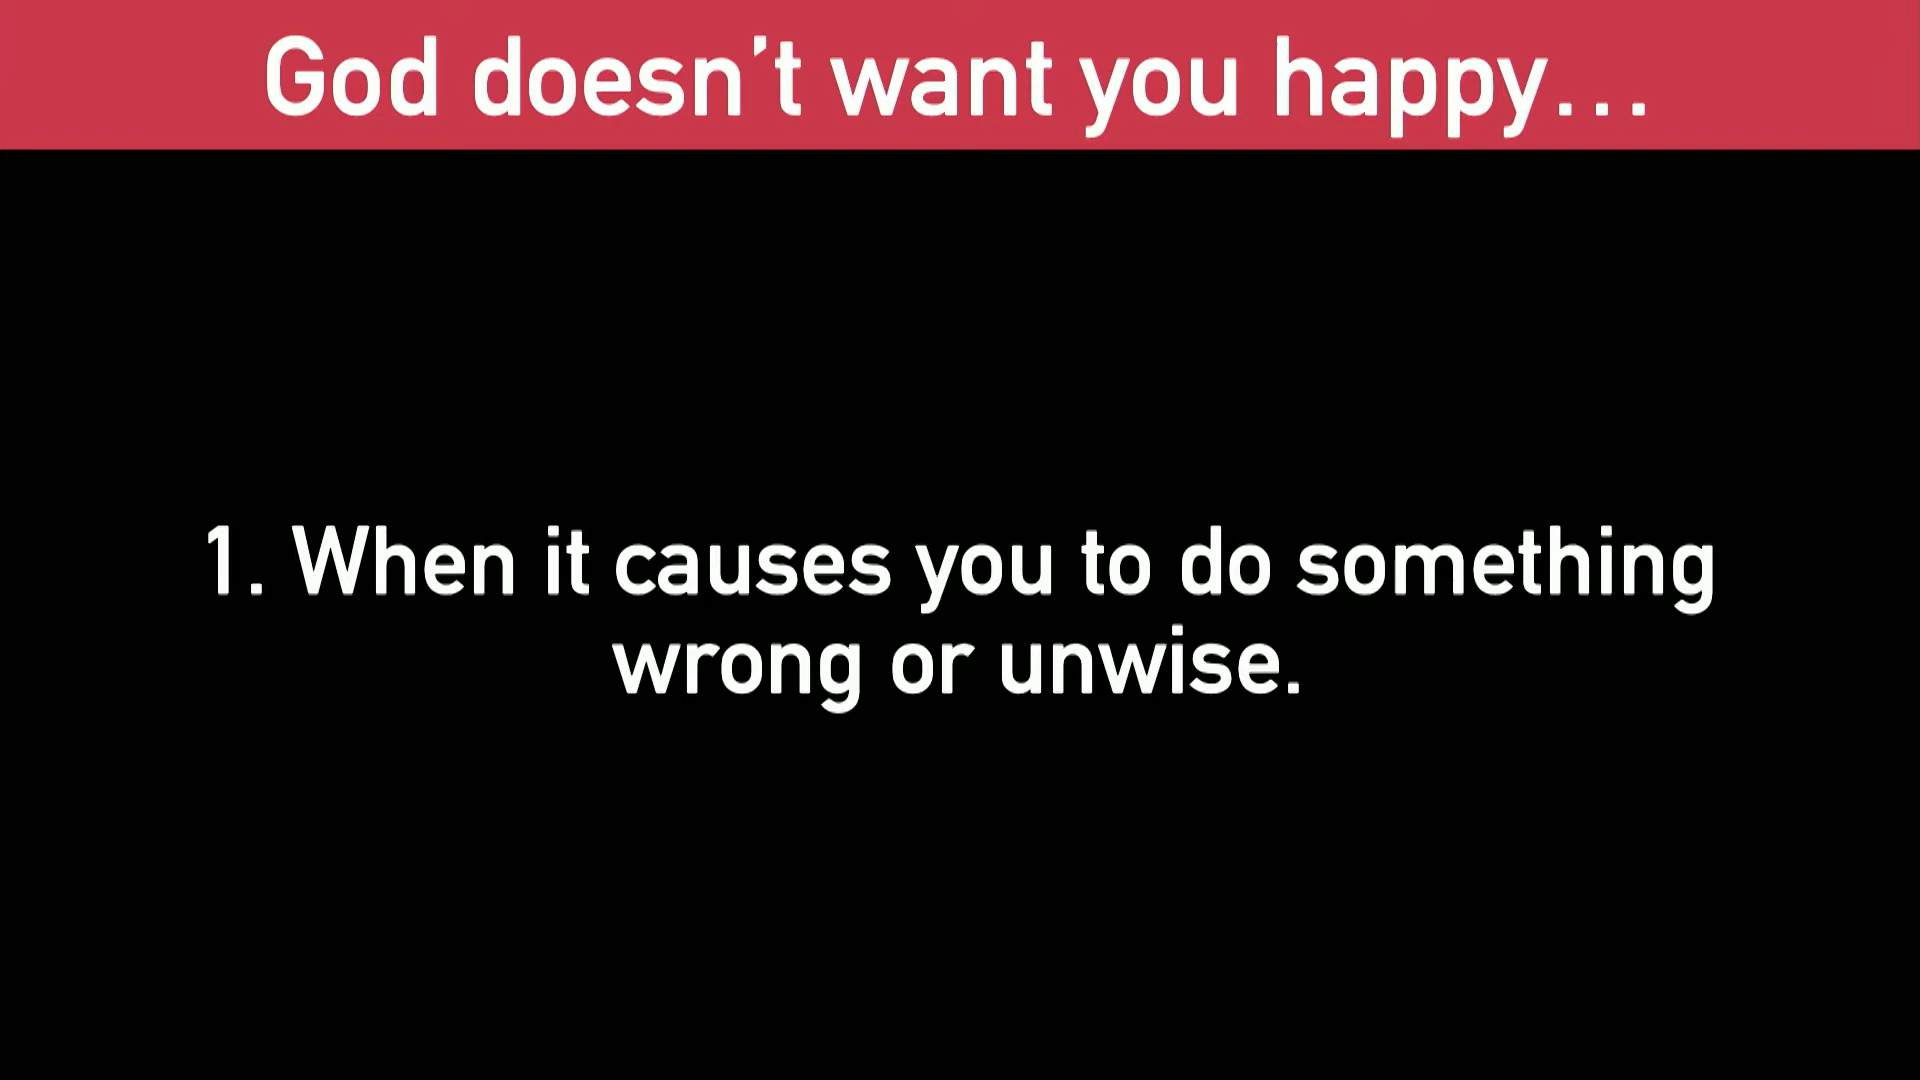 God doesn't want you happy...
1. When it causes you to do something
wrong or unwise.